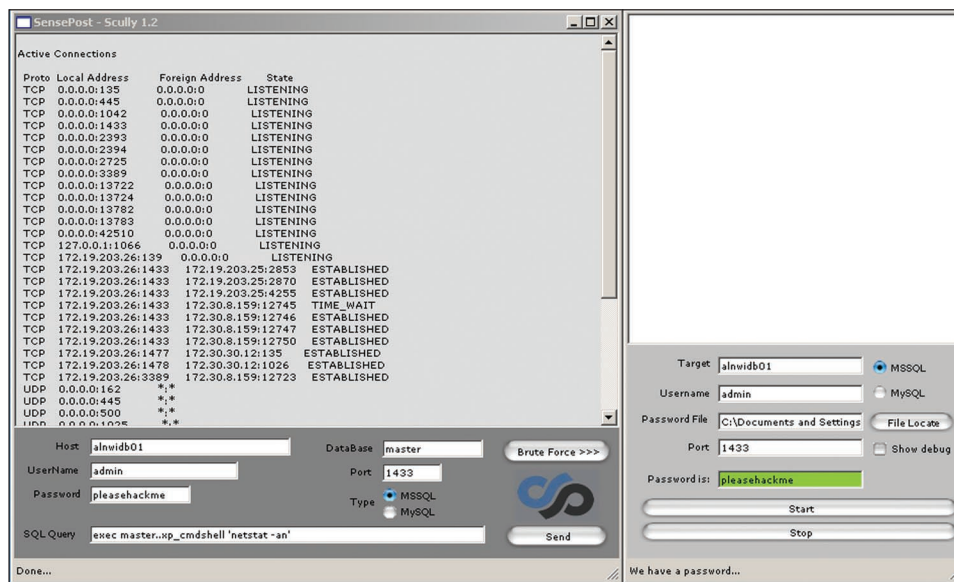 SensePost - Scully 1.2
Active Connections
Proto Local Address Foreign Address State
TCP 0.0.0.0:135 0.0.0.0:0 LISTENING
TCP 0.0.0.0:445 0.0.0.0:0 LISTENING
TCP 0.0.0.0:1042 0.0.0.0:0 LISTENING
TCP 0.0.0.0:1433 0.0.0.0:0 LISTENING
TCP 0.0.0.0:2393 0.0.0.0:0 LISTENING
TCP 0.0.0.0:2394 0.0.0.0:0 LISTENING
TCP 0.0.0.0:2725 0.0.0.0:0 LISTENING
TCP 0.0.0.0:3389 0.0.0.0:0 LISTENING
TCP 0.0.0.0:13722 0.0.0.0:0 LISTENING
TCP 0.0.0.0:13724 0.0.0.0:0 LISTENING
TCP 0.0.0.0:13782 0.0.0.0:0 LISTENING
TCP 0.0.0.0:13783 0.0.0.0:0 LISTENING
TCP 0.0.0.0:42510 0.0.0.0:0 LISTENING
TCP 127.0.0.1:1066 0.0.0.0:0 LISTENING
TCP 172.19.203.26:139 0.0.0.0:0 LISTENING
TCP 172.19.203.26:1433 172.19.203.25:2853 ESTABLISHED
TCP 172.19.203.26:1433 172.19.203.25:2870 ESTABLISHED
TCP 172.19.203.26:1433 172.19.203.25:4255 ESTABLISHED
TCP 172.19.203.26:1433 172.30.8.159:12745 TIME_WAIT
TCP 172.19.203.26:1433 172.30.8.159:12746 ESTABLISHED
TCP 172.19.203.26:1433 172.30.8.159:12747 ESTABLISHED
TCP 172.19.203.26:1433 172.30.8.159:12750 ESTABLISHED
TCP 172.19.203.26:1477 172.30.30.12:135 ESTABLISHED
TCP 172.19.203.26:1478 172.30.30.12:1026 ESTABLISHED
TCP 172.19.203.26:3389 172.30.8.159:12723 ESTABLISHED
UDP 0.0.0.0:162 *:*
UDP 0.0.0.0:445 *:*
UDP 0.0.0.0:500 *:*
UDP 0.0.0.0:1025 *:*
Host alnwidb01
DataBase master
Brute Force >>>
UserName admin
Port 1433
Password pleasehackme
Type MSSQL
MySQL
SQL Query exec master..xp_cmdshell 'netstat -an'
Send
Done...
Target alnwidb01
MSSQL
Username admin
MySQL
Password File C:\Documents and Settings
File Locate
Port 1433
Show debug
Password is: pleasehackme
Start
Stop
We have a password...